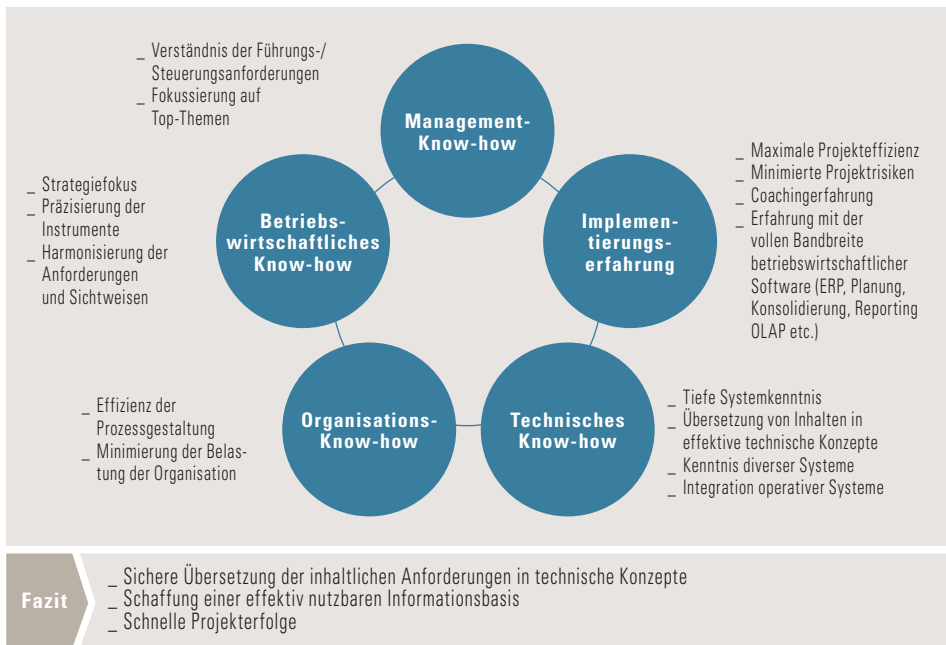 _ Verständnis der Führungs-/
Steuerungsanforderungen
_ Fokussierung auf
Top-Themen
Management-
Know-how
_ Strategiefokus
_ Präzisierung der
Instrumente
_ Harmonisierung der
Anforderungen
und Sichtweisen
Betriebs-
wirtschaftliches
Know-how
Implemen-
tierungs-
erfahrung
_ Maximale Projekteffizienz
_ Minimierte Projektrisiken
_ Coachingerfahrung
_ Erfahrung mit der
vollen Bandbreite
betriebswirtschaftlicher
Software (ERP, Planung,
Konsolidierung, Reporting
OLAP etc.)
_ Effizienz der
Prozessgestaltung
_ Minimierung der Belas-
tung der Organisation
Organisations-
Know-how
Technisches
Know-how
_ Tiefe Systemkenntnis
_ Übersetzung von Inhalten in
effektive technische Konzepte
_ Kenntnis diverser Systeme
_ Integration operativer Systeme
Fazit
_ Sichere Übersetzung der inhaltlichen Anforderungen in technische Konzepte
_ Schaffung einer effektiv nutzbaren Informationsbasis
_ Schnelle Projekterfolge